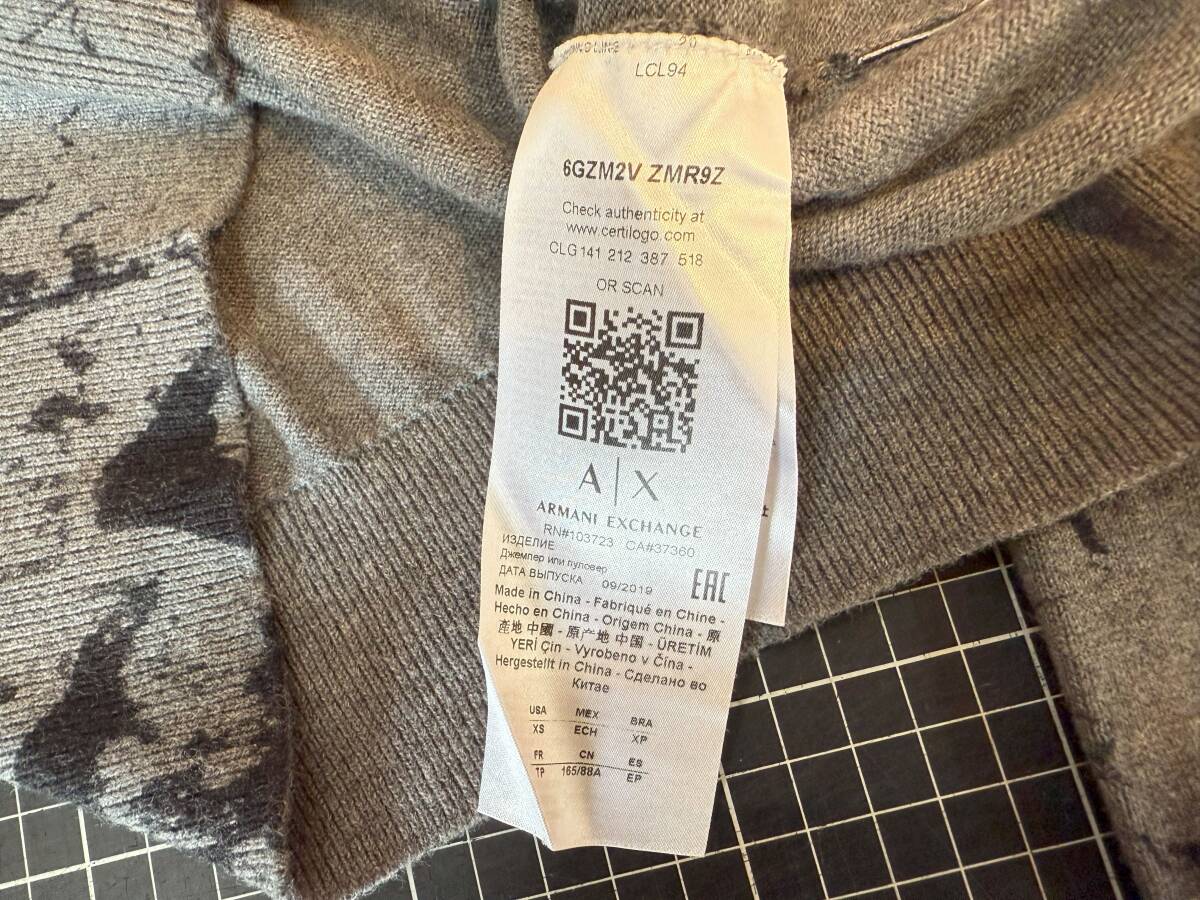 20
LCL94
6GZM2V ZMR9Z
Check authenticity at
www.certilogo.com
CLG 141 212 387 518
OR SCAN
A|X
ARMANI EXCHANGE
RN#103723 CA#37360
ИЗДЕЛИЕ
Джемпер или пуловер
ДАТА ВЫПУСКА 09/2019
EAC
Made in China - Fabriqué en Chine -
Hecho en China - Origem China - 原
產地 中國 - 原产地 中国 - ÜRETİM
YERİ Çin - Vyrobeno v Čína -
Hergestellt in China - Сделано во
Китае
USA MEX BRA
XS ECH XP
FR CN ES
TP 165/88A EP